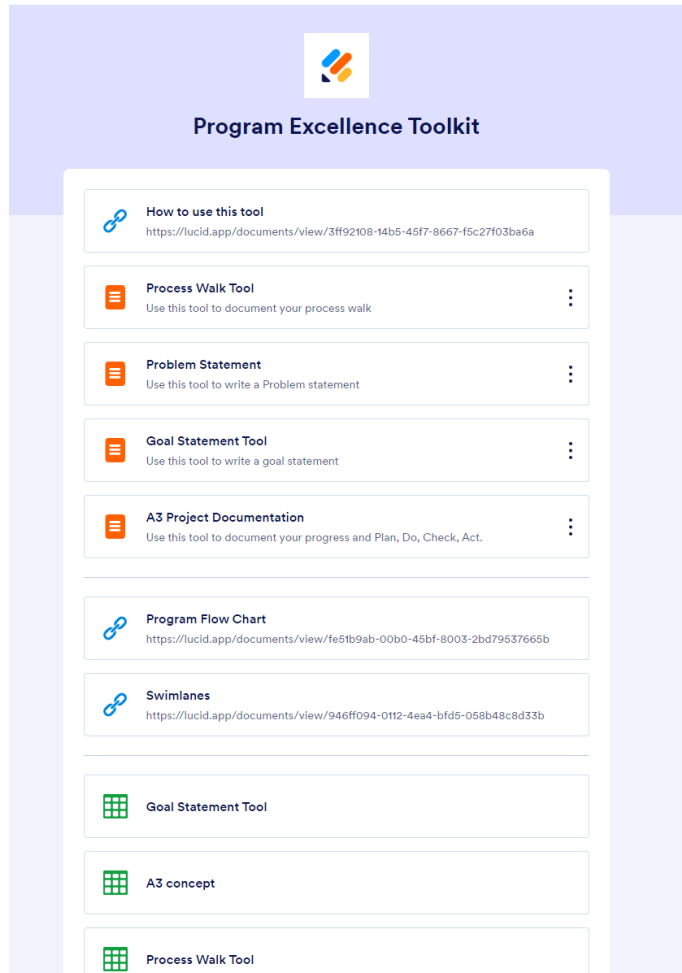 Program Excellence Toolkit
How to use this tool
https://lucid.app/documents/view/3ff92108-14b5-45f7-8667-f5c27f03ba6a
Process Walk Tool
Use this tool to document your process walk
Problem Statement
Use this tool to write a Problem statement
Goal Statement Tool
Use this tool to write a goal statement
A3 Project Documentation
Use this tool to document your progress and Plan, Do, Check, Act.
Program Flow Chart
https://lucid.app/documents/view/fe51b9ab-00b0-45bf-8003-2bd79537665b
Swimlanes
https://lucid.app/documents/view/946ff094-0112-4ea4-bfd5-058b48c8d33b
Goal Statement Tool
A3 concept
Process Walk Tool